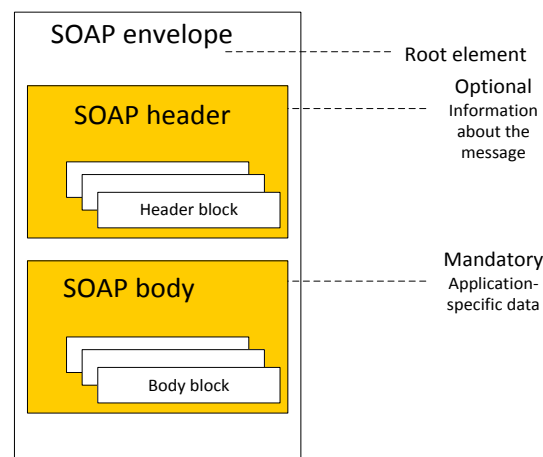 SOAP envelope
Root element
Optional
Information
about the
message
SOAP header
Header block
Mandatory
Application-
specific data
SOAP body
Body block